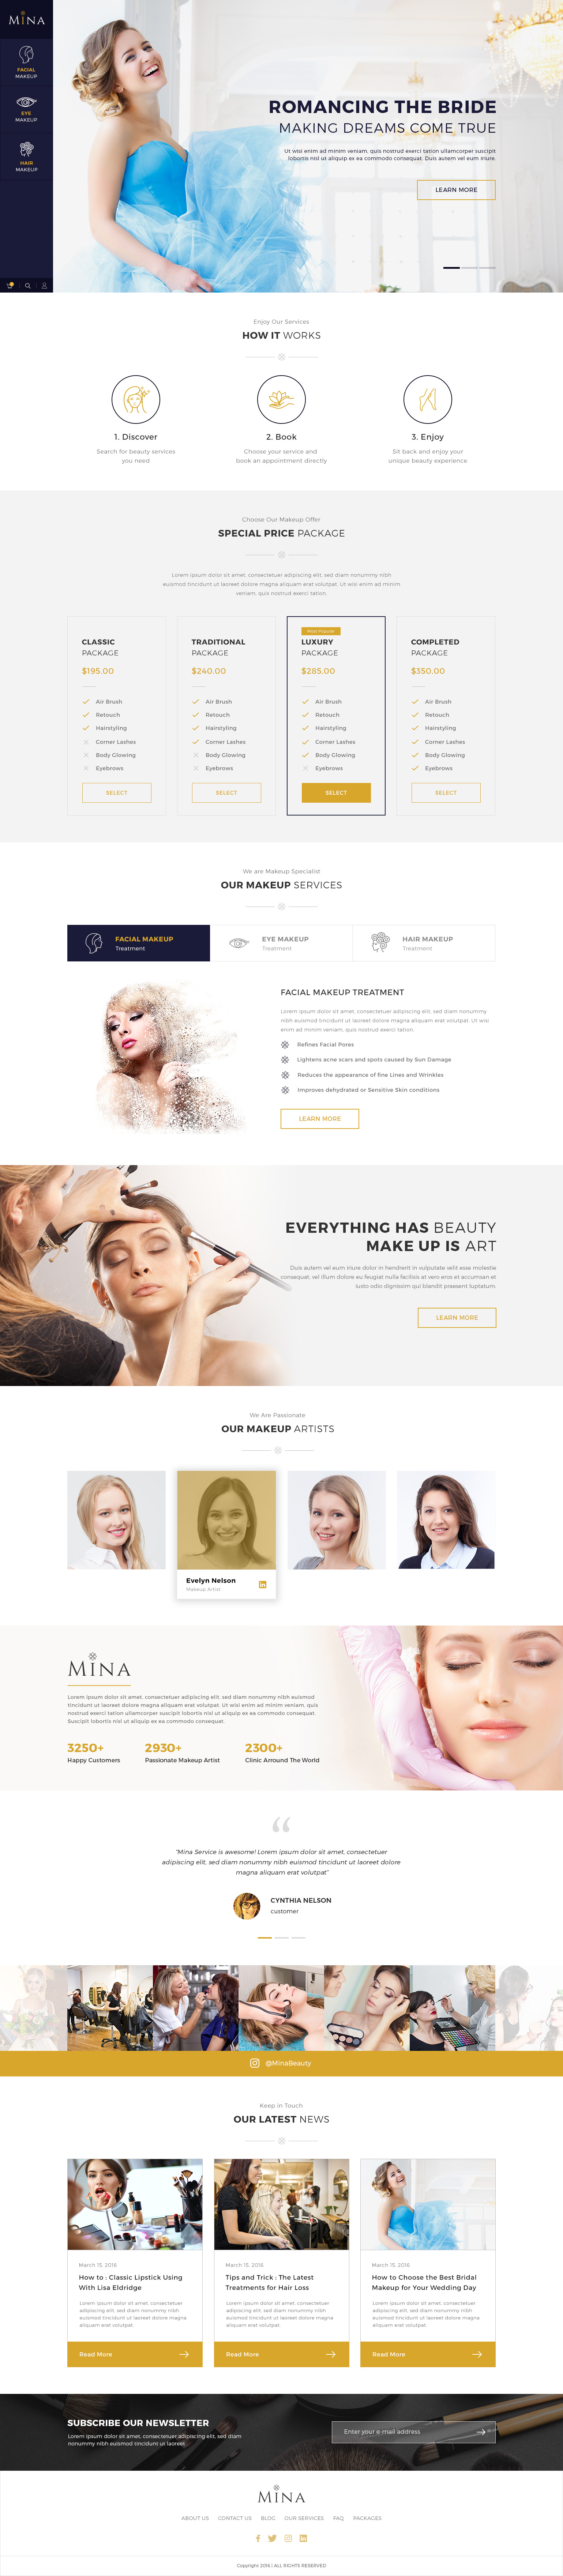 MINA
FACIAL
MAKEUP
EYE
MAKEUP
HAIR
MAKEUP
ROMANCING THE BRIDE
MAKING DREAMS COME TRUE
Ut wisi enim ad minim veniam, quis nostrud exerci tation ullamcorper suscipit
lobortis nisl ut aliquip ex ea commodo consequat. Duis autem vel eum iriure.
LEARN MORE
Enjoy Our Services
HOW IT WORKS
1. Discover
Search for beauty services
you need
2. Book
Choose your service and
book an appointment directly
3. Enjoy
Sit back and enjoy your
unique beauty experience
Choose Our Makeup Offer
SPECIAL PRICE PACKAGE
Lorem ipsum dolor sit amet, consectetuer adipiscing elit, sed diam nonummy nibh
euismod tincidunt ut laoreet dolore magna aliquam erat volutpat. Ut wisi enim ad minim
veniam, quis nostrud exerci tation.
CLASSIC
PACKAGE
$195.00
Air Brush
Retouch
Hairstyling
Corner Lashes
Body Glowing
Eyebrows
SELECT
TRADITIONAL
PACKAGE
$240.00
Air Brush
Retouch
Hairstyling
Corner Lashes
Body Glowing
Eyebrows
SELECT
Most Popular
LUXURY
PACKAGE
$285.00
Air Brush
Retouch
Hairstyling
Corner Lashes
Body Glowing
Eyebrows
SELECT
COMPLETED
PACKAGE
$350.00
Air Brush
Retouch
Hairstyling
Corner Lashes
Body Glowing
Eyebrows
SELECT
We are Makeup Specialist
OUR MAKEUP SERVICES
FACIAL MAKEUP
Treatment
EYE MAKEUP
Treatment
HAIR MAKEUP
Treatment
FACIAL MAKEUP TREATMENT
Lorem ipsum dolor sit amet, consectetuer adipiscing elit, sed diam nonummy
nibh euismod tincidunt ut laoreet dolore magna aliquam erat volutpat. Ut wisi
enim ad minim veniam, quis nostrud exerci tation.
Refines Facial Pores
Lightens acne scars and spots caused by Sun Damage
Reduces the appearance of fine Lines and Wrinkles
Improves dehydrated or Sensitive Skin conditions
LEARN MORE
EVERYTHING HAS BEAUTY
MAKE UP IS ART
Duis autem vel eum iriure dolor in hendrerit in vulputate velit esse molestie
consequat, vel illum dolore eu feugiat nulla facilisis at vero eros et accumsan et
iusto odio dignissim qui blandit praesent luptatum.
LEARN MORE
We Are Passionate
OUR MAKEUP ARTISTS
Evelyn Nelson
Makeup Artist
MINA
Lorem ipsum dolor sit amet, consectetuer adipiscing elit, sed diam nonummy nibh euismod
tincidunt ut laoreet dolore magna aliquam erat volutpat. Ut wisi enim ad minim veniam, quis
nostrud exerci tation ullamcorper suscipit lobortis nisl ut aliquip ex ea commodo consequat.
Suscipit lobortis nisl ut aliquip ex ea commodo consequat.
3250+
Happy Customers
2930+
Passionate Makeup Artist
2300+
Clinic Arround The World
"Mina Service is awesome! Lorem ipsum dolor sit amet, consectetuer
adipiscing elit, sed diam nonummy nibh euismod tincidunt ut laoreet dolore
magna aliquam erat volutpat"
CYNTHIA NELSON
customer
@MinaBeauty
Keep in Touch
OUR LATEST NEWS
March 15, 2016
How to : Classic Lipstick Using
With Lisa Eldridge
Lorem ipsum dolor sit amet, consectetuer
adipiscing elit, sed diam nonummy nibh
euismod tincidunt ut laoreet dolore magna
aliquam erat volutpat.
Read More
March 15, 2016
Tips and Trick : The Latest
Treatments for Hair Loss
Lorem ipsum dolor sit amet, consectetuer
adipiscing elit, sed diam nonummy nibh
euismod tincidunt ut laoreet dolore magna
aliquam erat volutpat.
Read More
March 15, 2016
How to Choose the Best Bridal
Makeup for Your Wedding Day
Lorem ipsum dolor sit amet, consectetuer
adipiscing elit, sed diam nonummy nibh
euismod tincidunt ut laoreet dolore magna
aliquam erat volutpat.
Read More
SUBSCRIBE OUR NEWSLETTER
Lorem ipsum dolor sit amet, consectetuer adipiscing elit, sed diam
nonummy nibh euismod tincidunt ut laoreet
Enter your e-mail address
MINA
ABOUT US CONTACT US BLOG OUR SERVICES FAQ PACKAGES
Copyright 2016 | ALL RIGHTS RESERVED